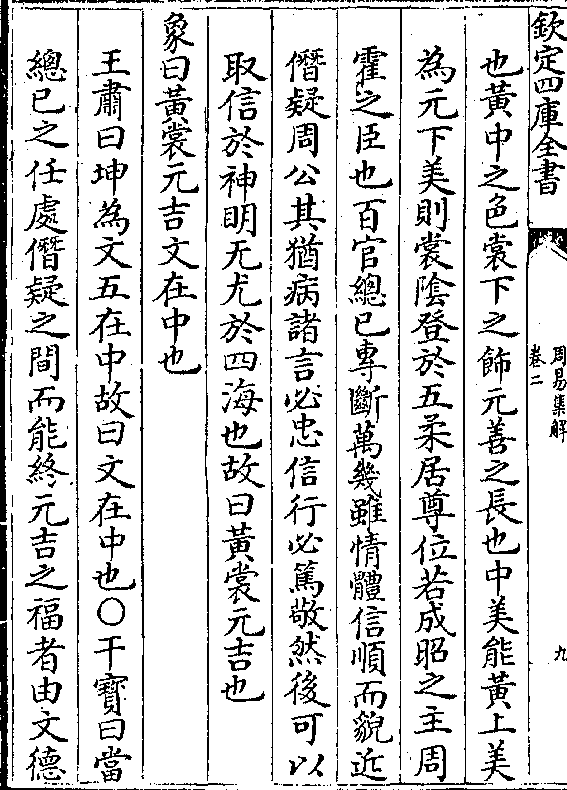 欽定四庫全書
周易集解
卷二
九
也黃中之色裳下之飾元善之長也中美能黃上美
為元下美則裳陰登於五柔居尊位若成昭之主周
霍之臣也百官總已專斷萬幾雖情體信順而貌近
僭疑周公其猶病諸言必忠信行必篤敬然後可以
取信於神明无尤於四海也故曰黃裳元吉也
象曰黃裳元吉文在中也
王肅曰坤為文五在中故曰文在中也〇干寶曰當
總已之任處僭疑之間而能終元吉之福者由文德